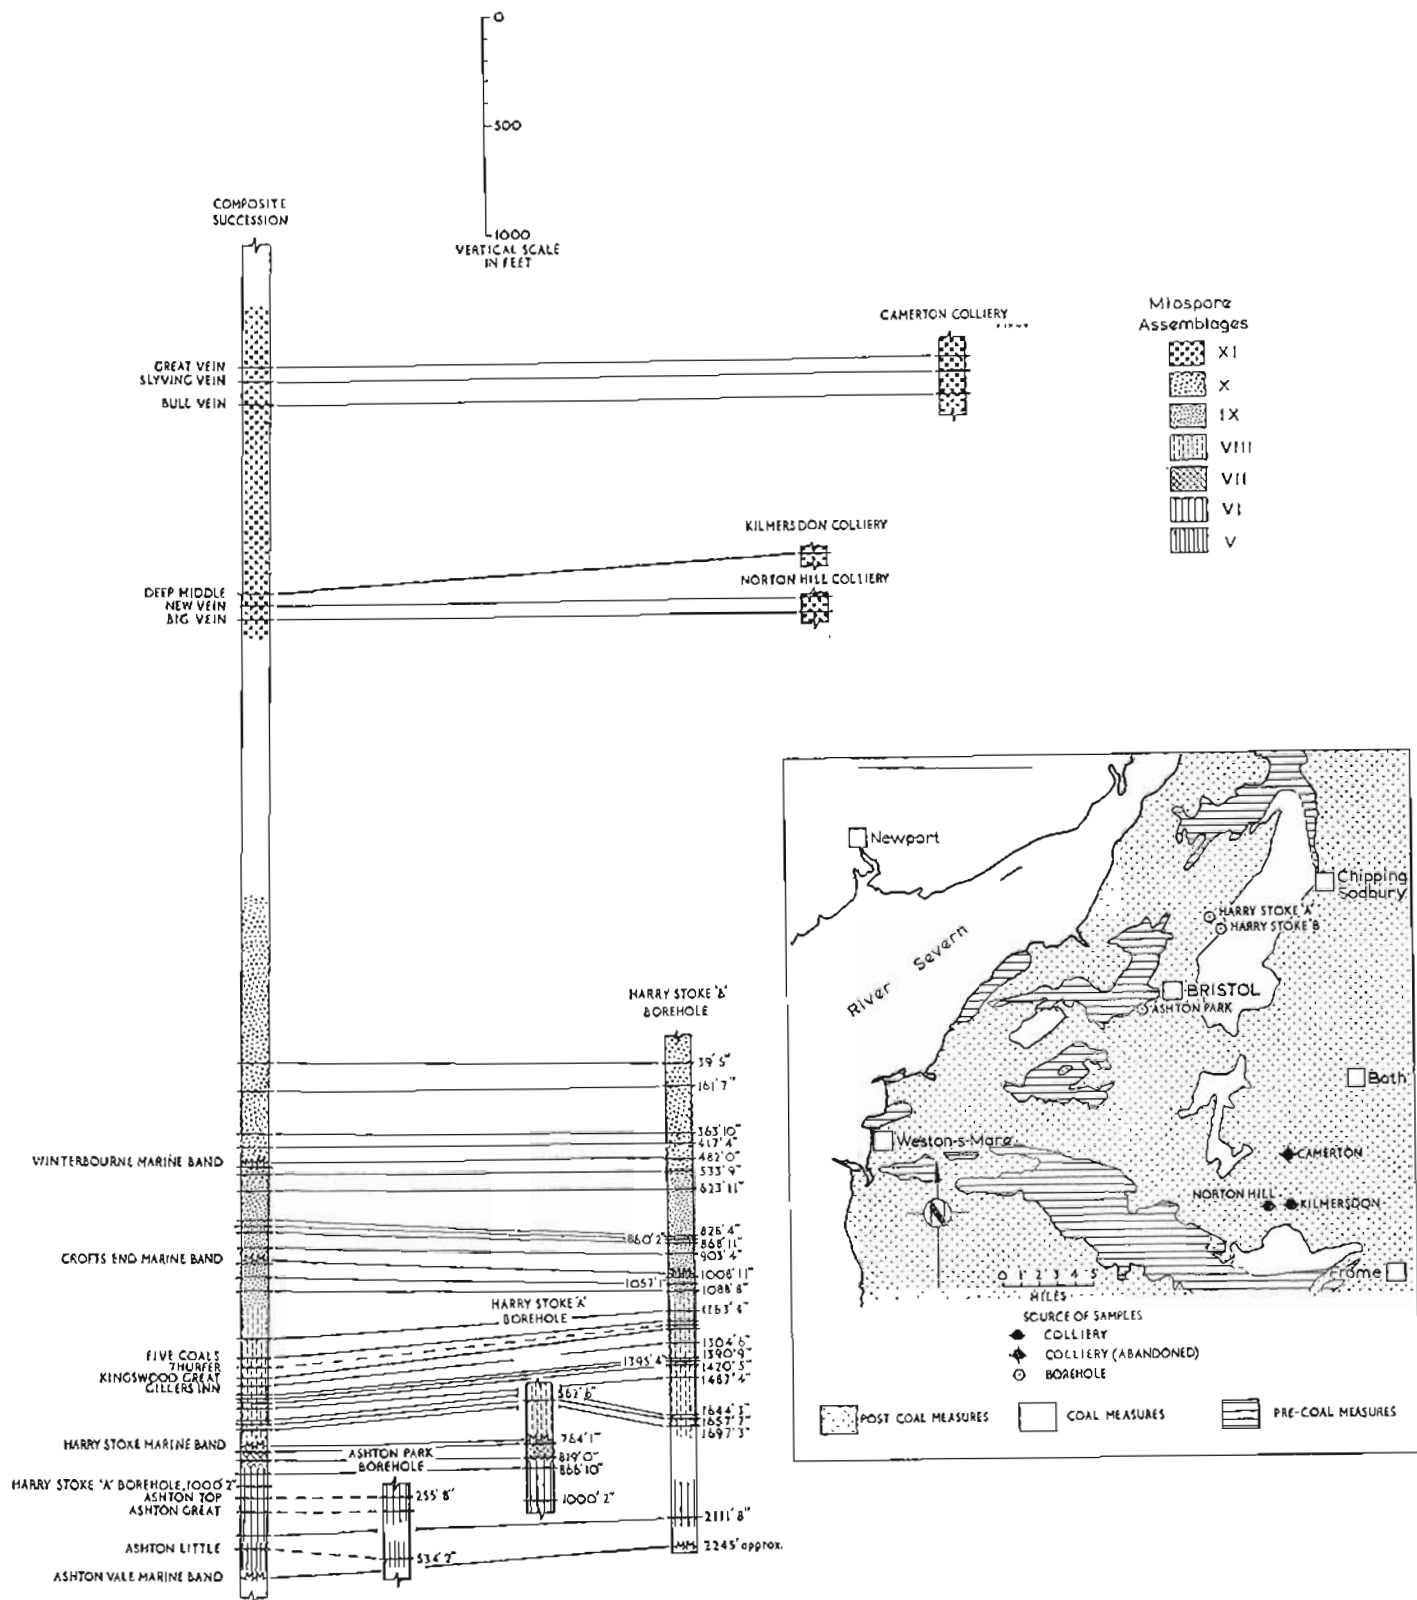 0
500
1000
VERTICAL SCALE
IN FEET
COMPOSITE
SUCCESSION
GREAT VEIN
SLYVING VEIN
BULL VEIN
DEEP MIDDLE
NEW VEIN
BIG VEIN
WINTERBOURNE MARINE BAND
CROFTS END MARINE BAND
FIVE COALS
THURFER
KINGSWOOD GREAT
GILLERS INN
HARRY STOKE MARINE BAND
HARRY STOKE 'A' BOREHOLE, 1000'2"
ASHTON TOP
ASHTON GREAT
ASHTON LITTLE
ASHTON VALE MARINE BAND
CAMERTON COLLIERY
KILMERSDON COLLIERY
NORTON HILL COLLIERY
HARRY STOKE 'B'
BOREHOLE
39'5"
161'7"
363'10"
417'4"
482'0"
533'9"
623'11"
826'4"
860'2"
868'11"
903'4"
1008'11"
1057'1"
1088'8"
1163'4"
1304'6"
1390'9"
1395'4"
1420'5"
1487'4"
1644'3"
1657'7"
1697'3"
2111'8"
2245' approx.
HARRY STOKE 'A'
BOREHOLE
562'6"
764'1"
819'0"
866'10"
1000'2"
ASHTON PARK
BOREHOLE
255'8"
534'2"
Miospore
Assemblages
XI
X
IX
VIII
VII
VI
V
Newport
Chipping
Sodbury
HARRY STOKE 'A'
HARRY STOKE 'B
River Severn
BRISTOL
ASHTON PARK
Bath
Weston-s-Mare
CAMERTON
NORTON HILL
KILMERSDON
Frome
0 1 2 3 4 5
MILES
SOURCE OF SAMPLES
COLLIERY
COLLIERY (ABANDONED)
BOREHOLE
POST COAL MEASURES
COAL MEASURES
PRE-COAL MEASURES